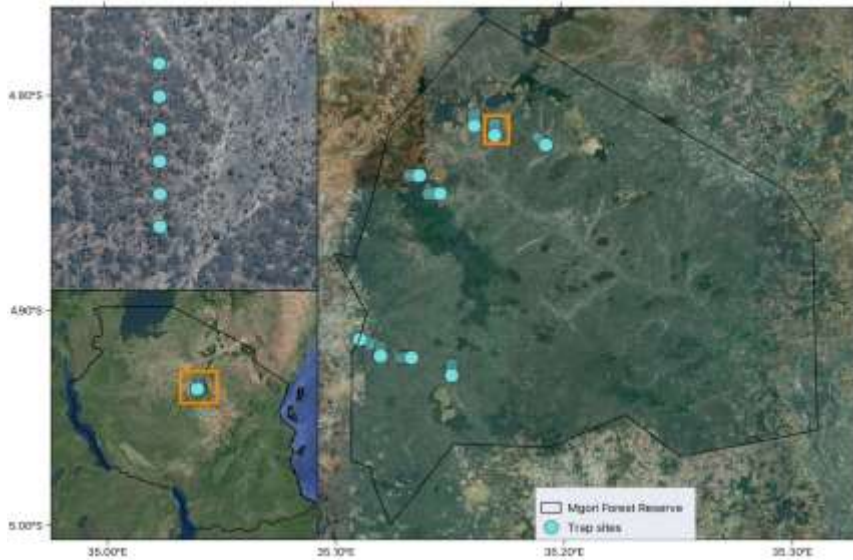 4.80°S
4.90°S
5.00°S
35.00°E
35.10°E
35.20°E
35.30°E
Mgori Forest Reserve
Trap sites